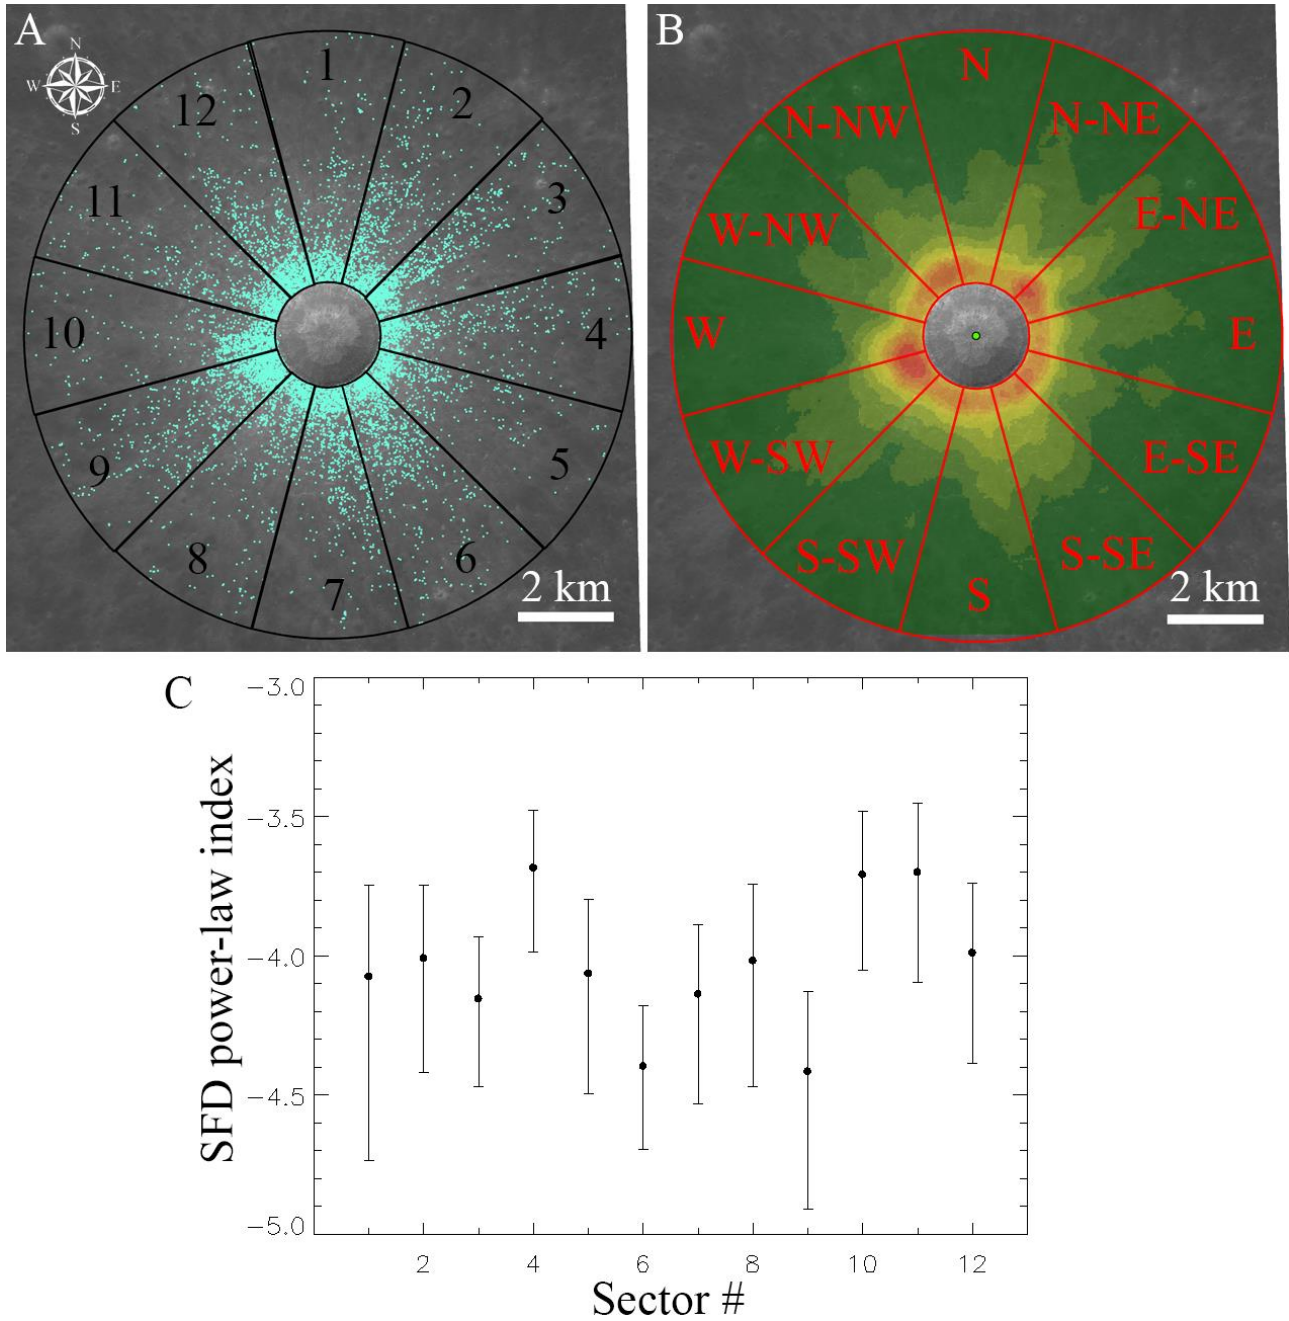 A
N
W E
S
1
2
3
4
5
6
7
8
9
10
11
12
2 km
B
N
N-NE
E-NE
E
E-SE
S-SE
S
S-SW
W-SW
W
W-NW
N-NW
2 km
C
SFD power-law index
-3.0
-3.5
-4.0
-4.5
-5.0
2 4 6 8 10 12
Sector #